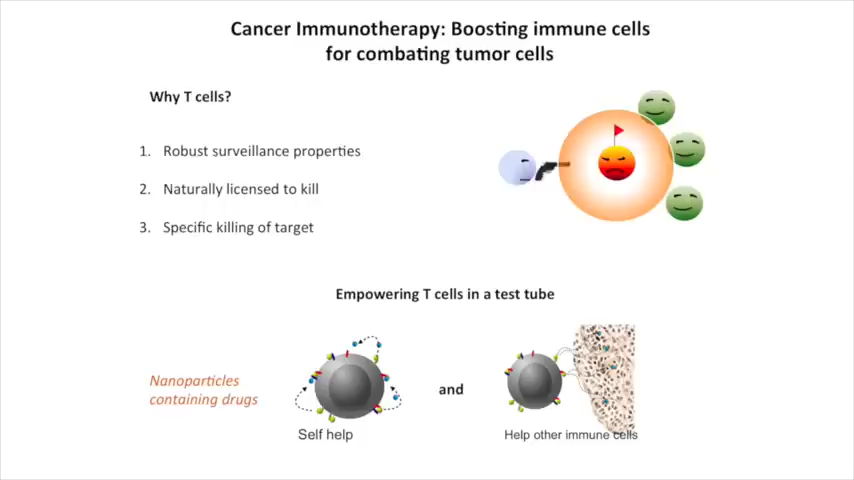 Cancer Immunotherapy: Boosting immune cells
for combating tumor cells
Why T cells?
1. Robust surveillance properties
2. Naturally licensed to kill
3. Specific killing of target
Empowering T cells in a test tube
Nanoparticles
containing drugs
and
Self help
Help other immune cells